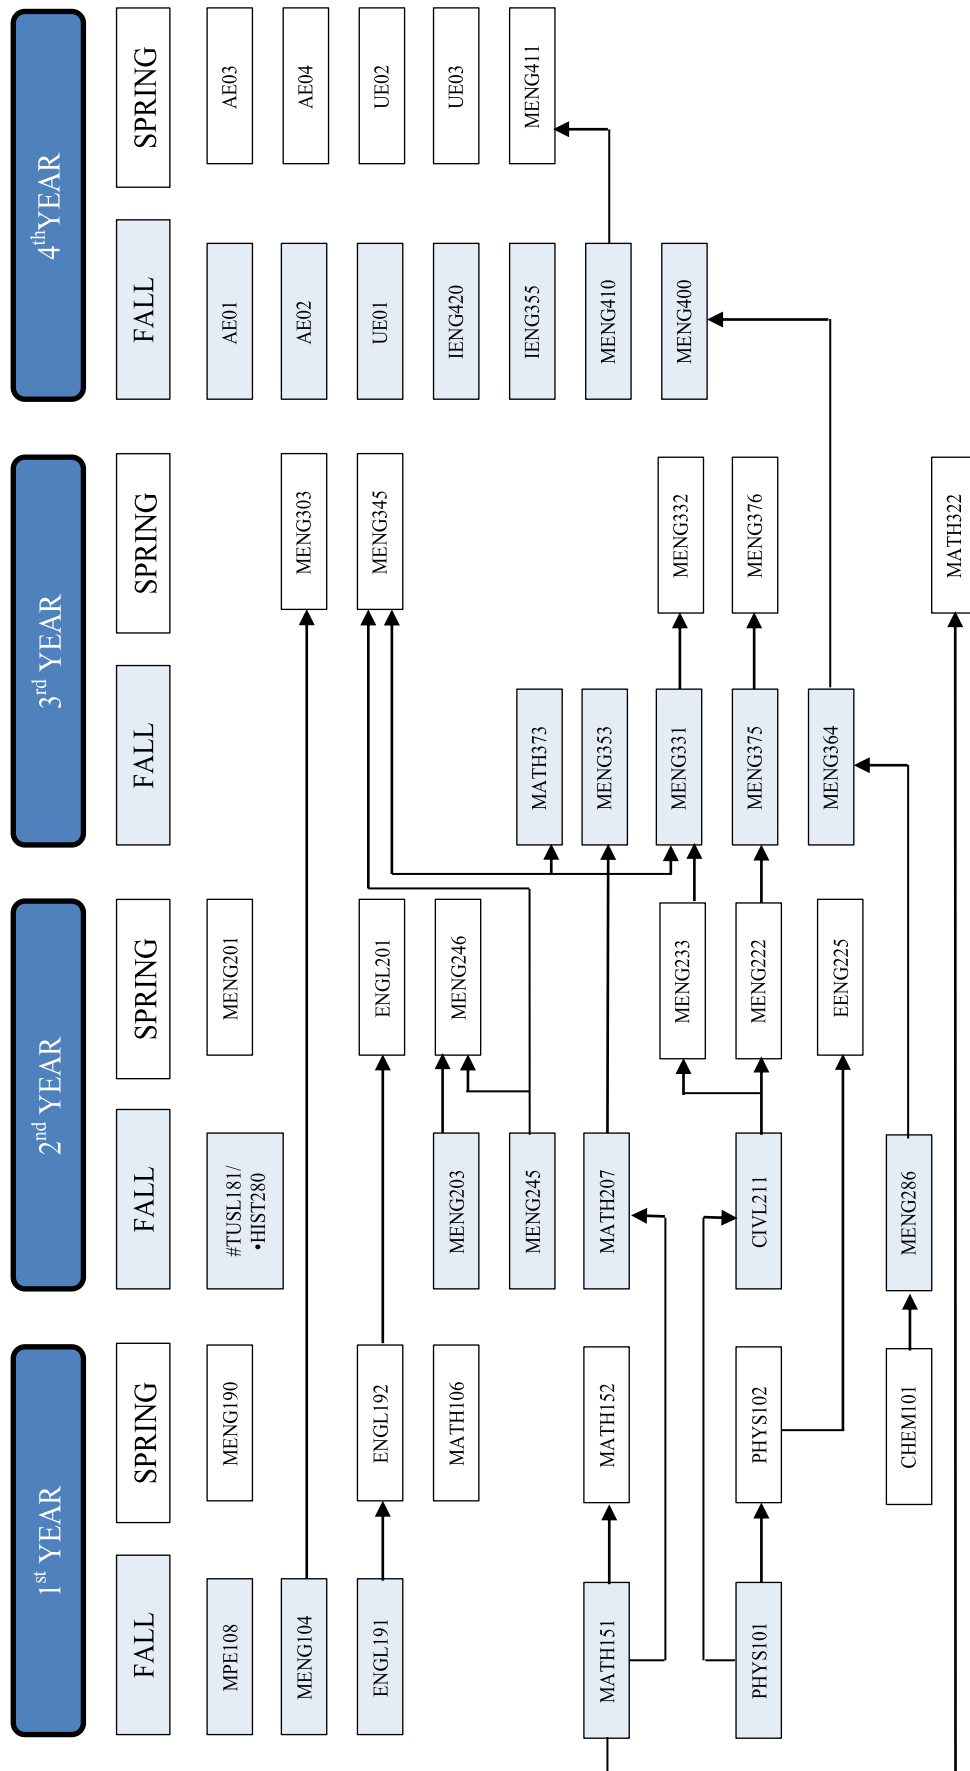 1st YEAR
2nd YEAR
3rd YEAR
4thYEAR
FALL
SPRING
FALL
SPRING
FALL
SPRING
FALL
SPRING
MPE108
MENG190
#TUSL181/
•HIST280
MENG201
AE01
AE03
MENG104
MENG303
AE02
AE04
ENGL191
ENGL192
ENGL201
MENG345
UE01
UE02
MATH106
MENG203
MENG246
IENG420
UE03
MENG245
MATH373
IENG355
MENG411
MATH151
MATH152
MATH207
MENG353
MENG410
MENG233
MENG331
MENG332
MENG400
PHYS101
PHYS102
CIVL211
MENG222
MENG375
MENG376
EENG225
MENG364
CHEM101
MENG286
MATH322